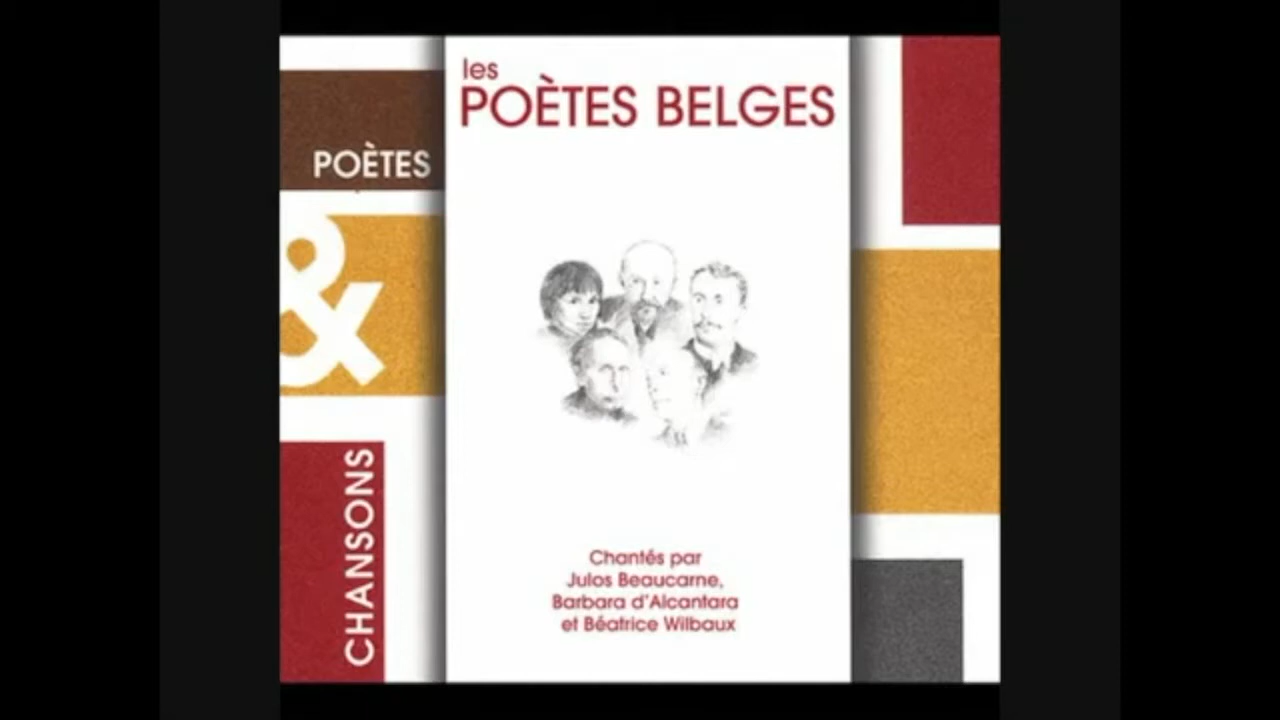 POÈTES
&
CHANSONS
les
POÈTES BELGES
Chantés par
Julos Beaucarne,
Barbara d'Alcantara
et Béatrice Wilbaux